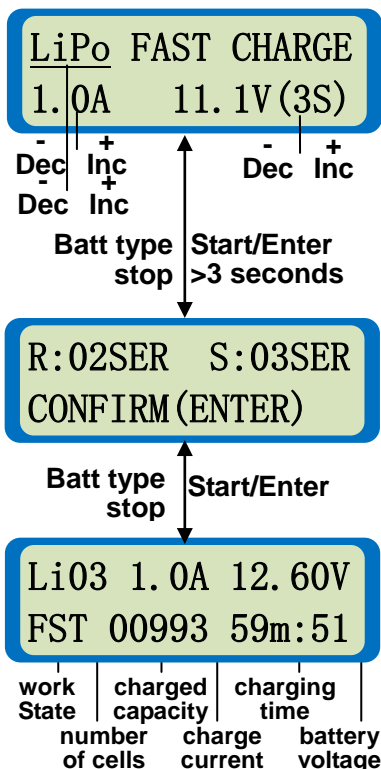 LiPo FAST CHARGE
1.0A 11.1V(3S)
- + - +
Dec Inc Dec Inc
- +
Dec Inc
Batt type Start/Enter
stop >3 seconds
R:02SER S:03SER
CONFIRM(ENTER)
Batt type Start/Enter
stop
Li03 1.0A 12.60V
FST 00993 59m:51
work charged charging
State capacity time
number charge battery
of cells current voltage